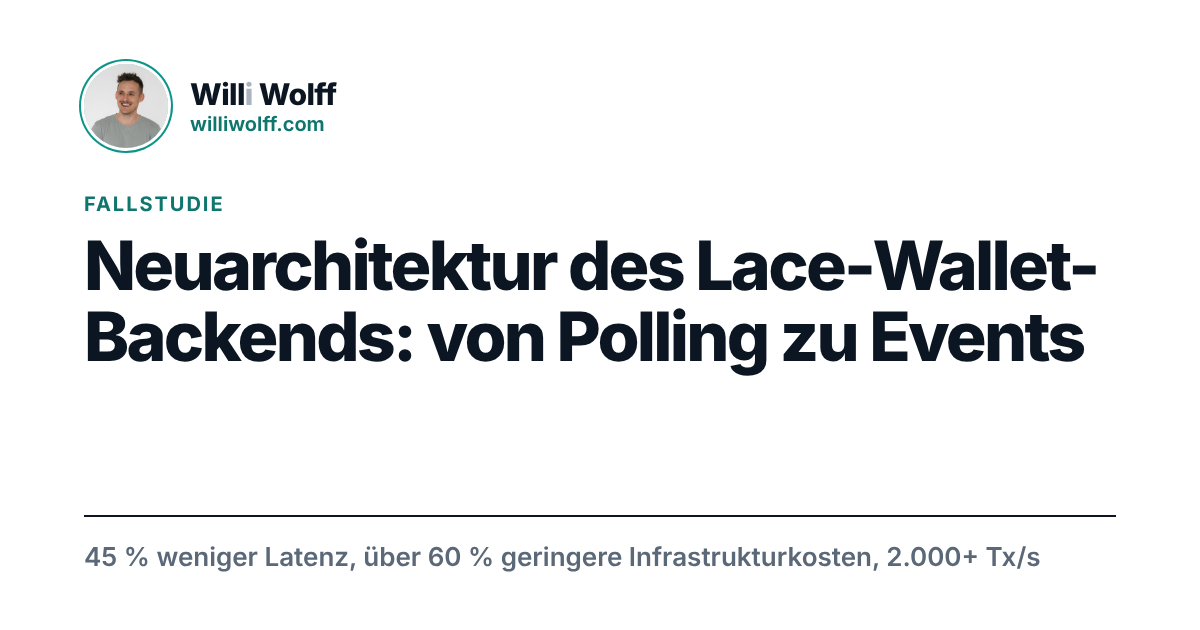 Willi Wolff
williwolff.com
FALLSTUDIE
Neuarchitektur des Lace-Wallet-
Backends: von Polling zu Events
45 % weniger Latenz, über 60 % geringere Infrastrukturkosten, 2.000+ Tx/s